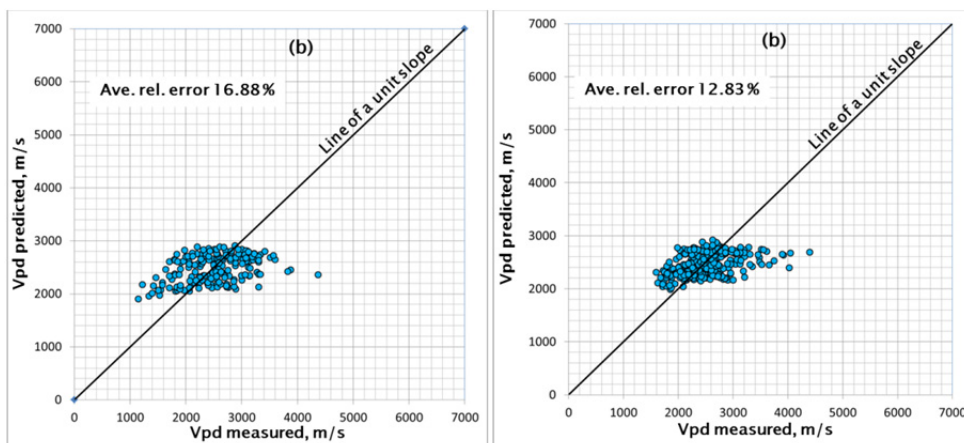 7000
(b)
6000
Ave. rel. error 16.88%
Line of a unit slope
5000
4000
3000
2000
1000
0
Vpd predicted, m/s
0 1000 2000 3000 4000 5000 6000 7000
Vpd measured, m/s
7000
(b)
6000
Ave. rel. error 12.83%
Line of a unit slope
5000
4000
3000
2000
1000
0
Vpd predicted, m/s
0 1000 2000 3000 4000 5000 6000 7000
Vpd measured, m/s